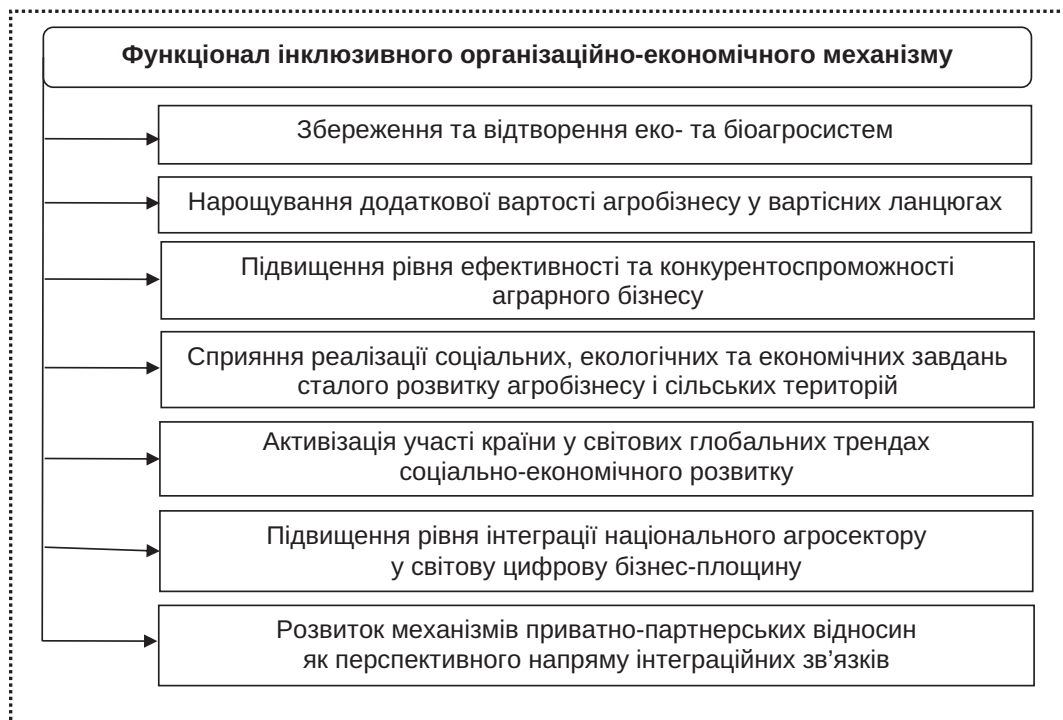 Функціонал інклюзивного організаційно-економічного механізму
Збереження та відтворення еко- та біоагросистем
Нарощування додаткової вартості агробізнесу у вартісних ланцюгах
Підвищення рівня ефективності та конкурентоспроможності
аграрного бізнесу
Сприяння реалізації соціальних, екологічних та економічних завдань
сталого розвитку агробізнесу і сільських територій
Активізація участі країни у світових глобальних трендах
соціально-економічного розвитку
Підвищення рівня інтеграції національного агросектору
у світову цифрову бізнес-площину
Розвиток механізмів приватно-партнерських відносин
як перспективного напряму інтеграційних зв’язків